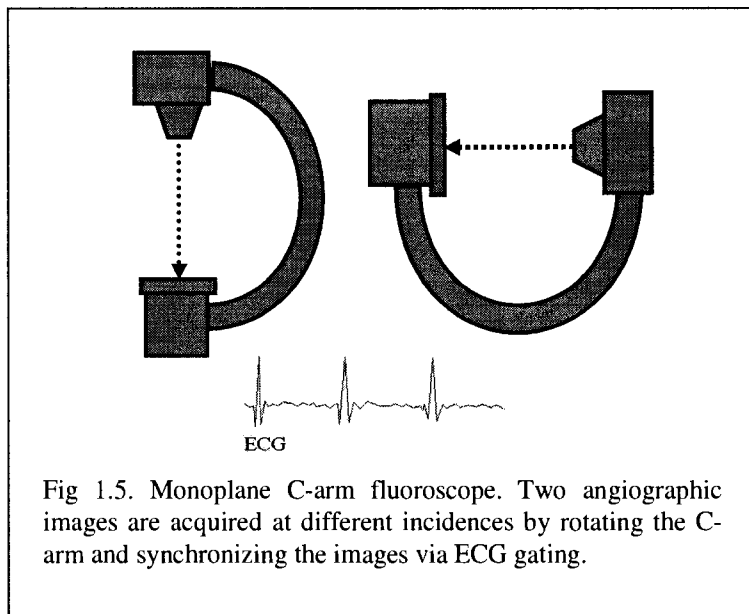 ECG
Fig 1.5. Monoplane C-arm fluoroscope. Two angiographic
images are acquired at different incidences by rotating the C-
arm and synchronizing the images via ECG gating.